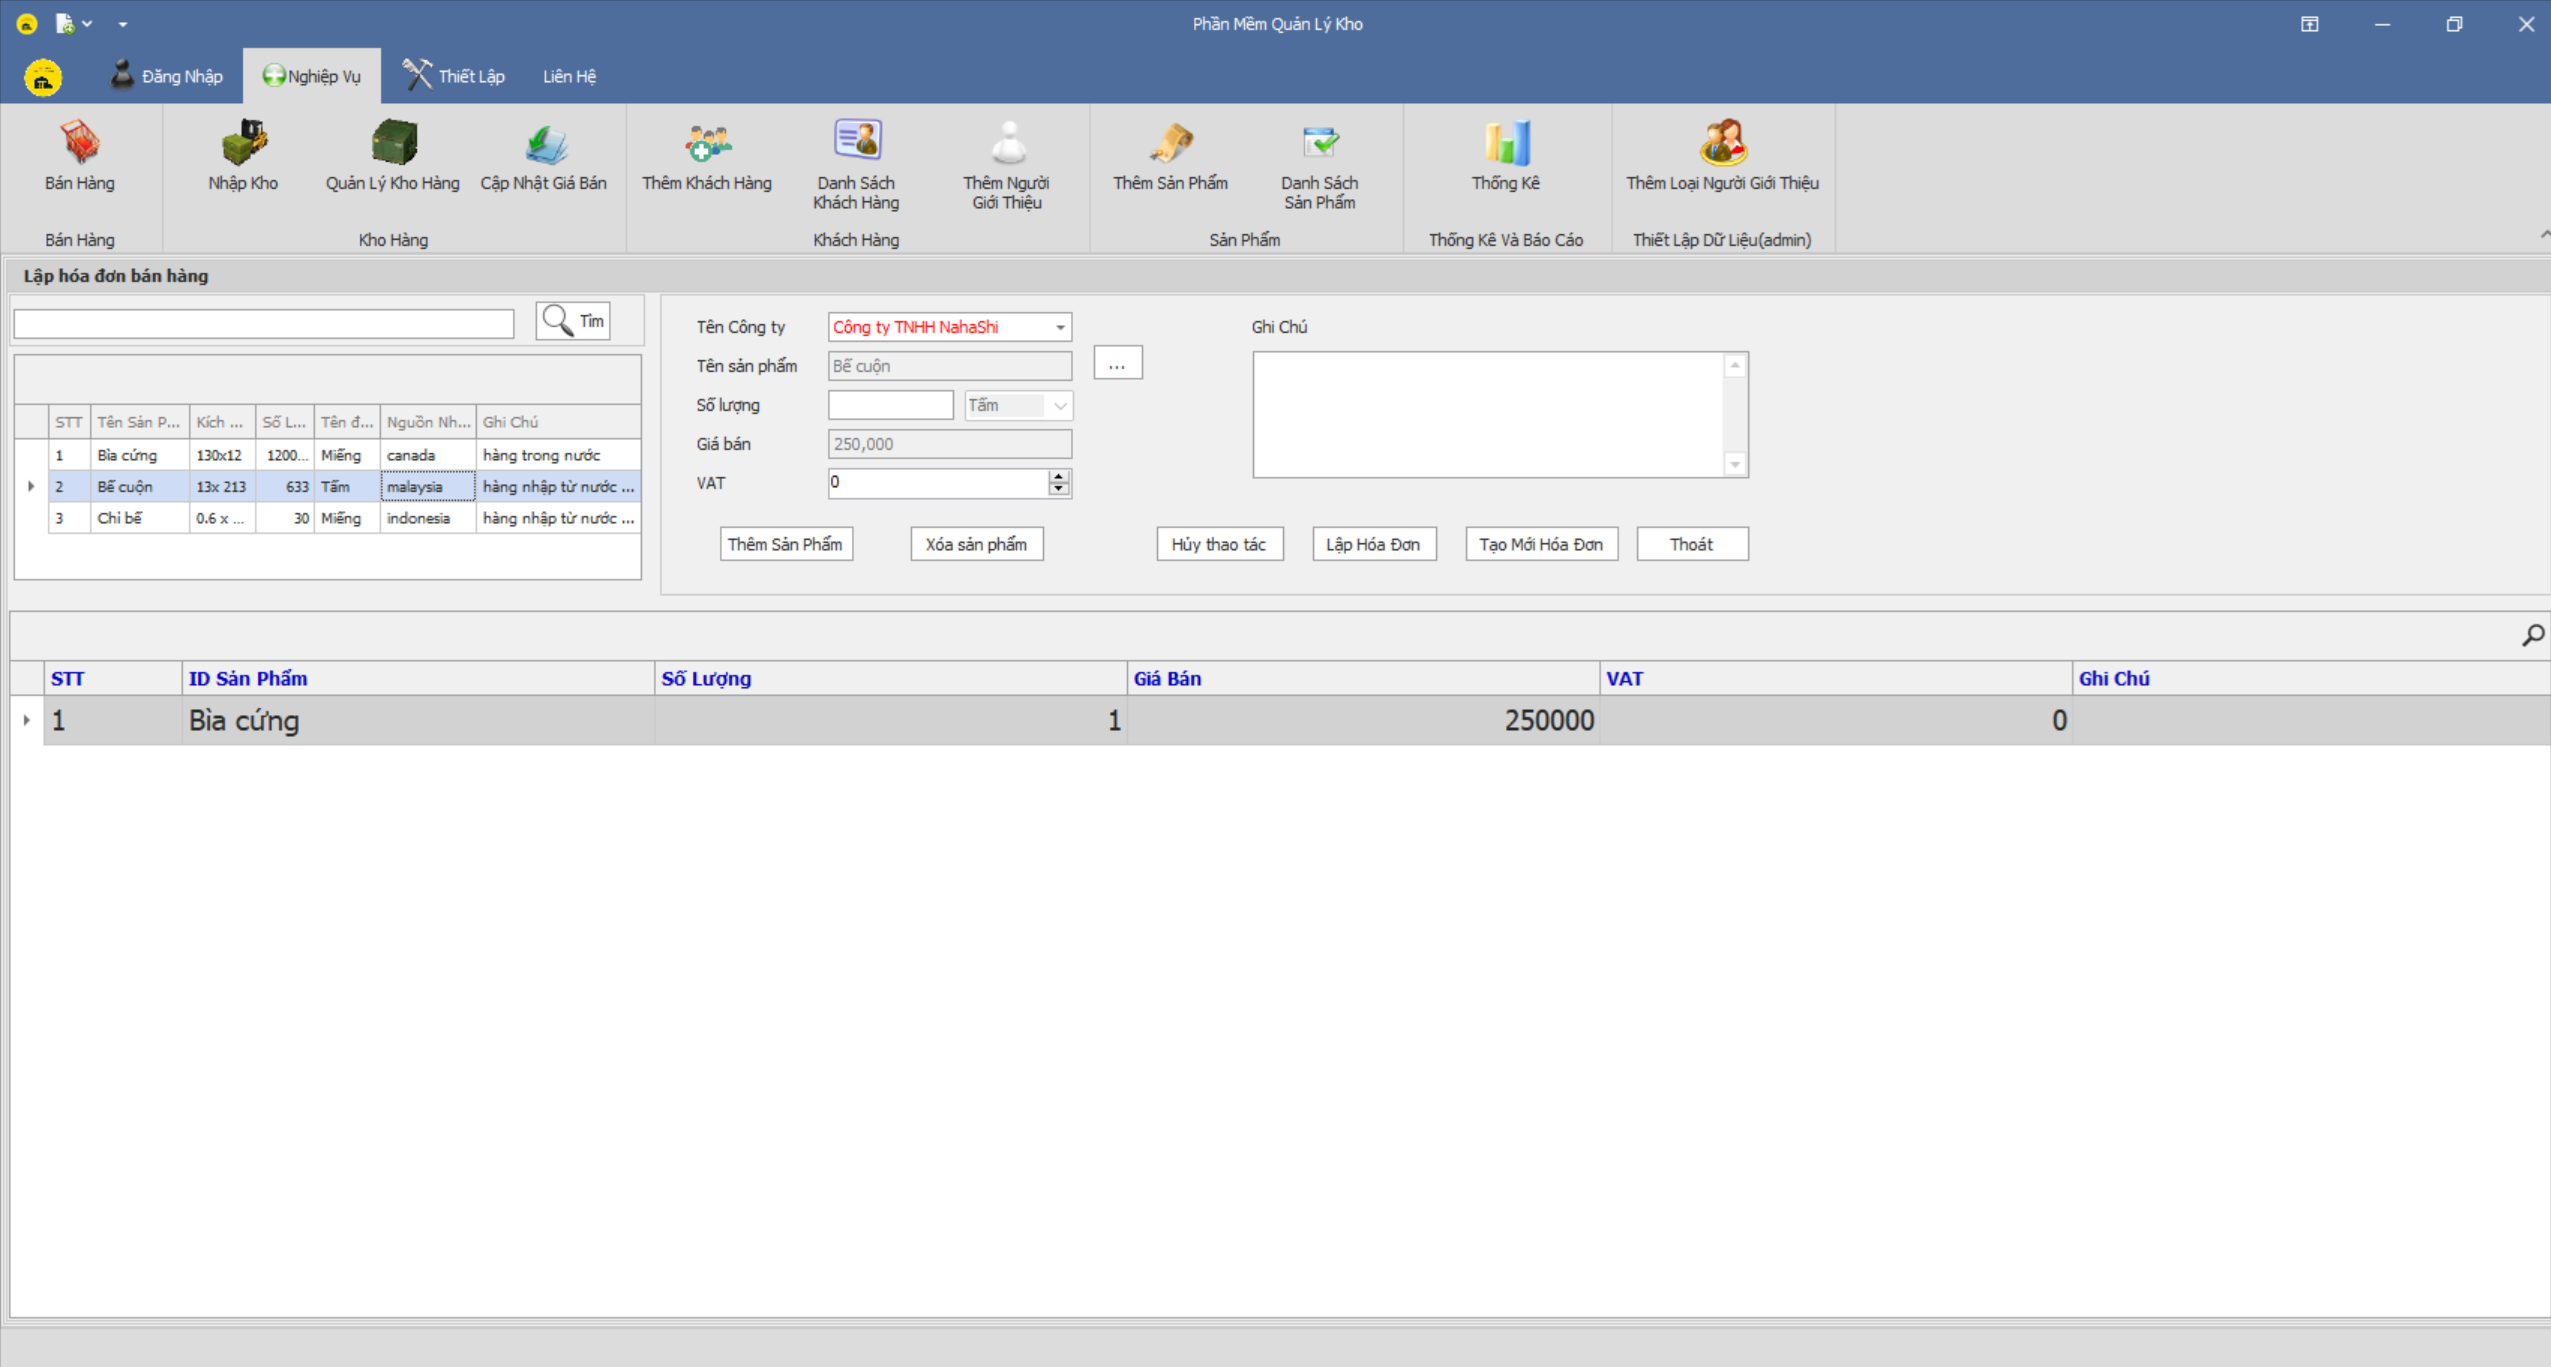 Phần Mềm Quản Lý Kho
Đăng Nhập
Nghiệp Vụ
Thiết Lập
Liên Hệ
Bán Hàng
Nhập Kho
Quản Lý Kho Hàng
Cập Nhật Giá Bán
Thêm Khách Hàng
Danh Sách
Khách Hàng
Thêm Người
Giới Thiệu
Thêm Sản Phẩm
Danh Sách
Sản Phẩm
Thống Kê
Thêm Loại Người Giới Thiệu
Bán Hàng
Kho Hàng
Khách Hàng
Sản Phẩm
Thống Kê Và Báo Cáo
Thiết Lập Dữ Liệu(admin)
Lập hóa đơn bán hàng
Tìm
STT Tên Sản P... Kích ... Số L... Tên đ... Nguồn Nh... Ghi Chú
1 Bìa cứng 130x12 1200... Miếng canada hàng trong nước
2 Bế cuộn 13x 213 633 Tấm malaysia hàng nhập từ nước ...
3 Chỉ bế 0.6 x ... 30 Miếng indonesia hàng nhập từ nước ...
Tên Công ty Công ty TNHH NahaShi
Tên sản phẩm Bế cuộn ...
Số lượng Tấm
Giá bán 250,000
VAT 0
Ghi Chú
Thêm Sản Phẩm
Xóa sản phẩm
Hủy thao tác
Lập Hóa Đơn
Tạo Mới Hóa Đơn
Thoát
STT ID Sản Phẩm Số Lượng Giá Bán VAT Ghi Chú
1 Bìa cứng 1 250000 0